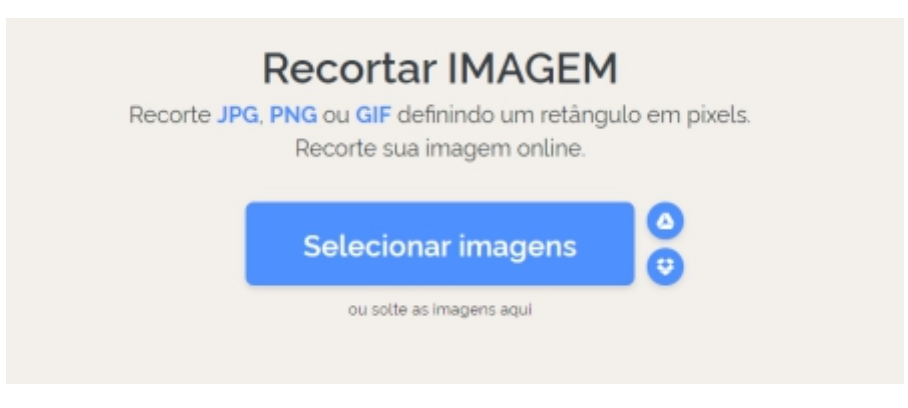 Recortar IMAGEM
Recorte JPG, PNG ou GIF definindo um retângulo em pixels.
Recorte sua imagem online.
Selecionar imagens
ou solte as imagens aqui